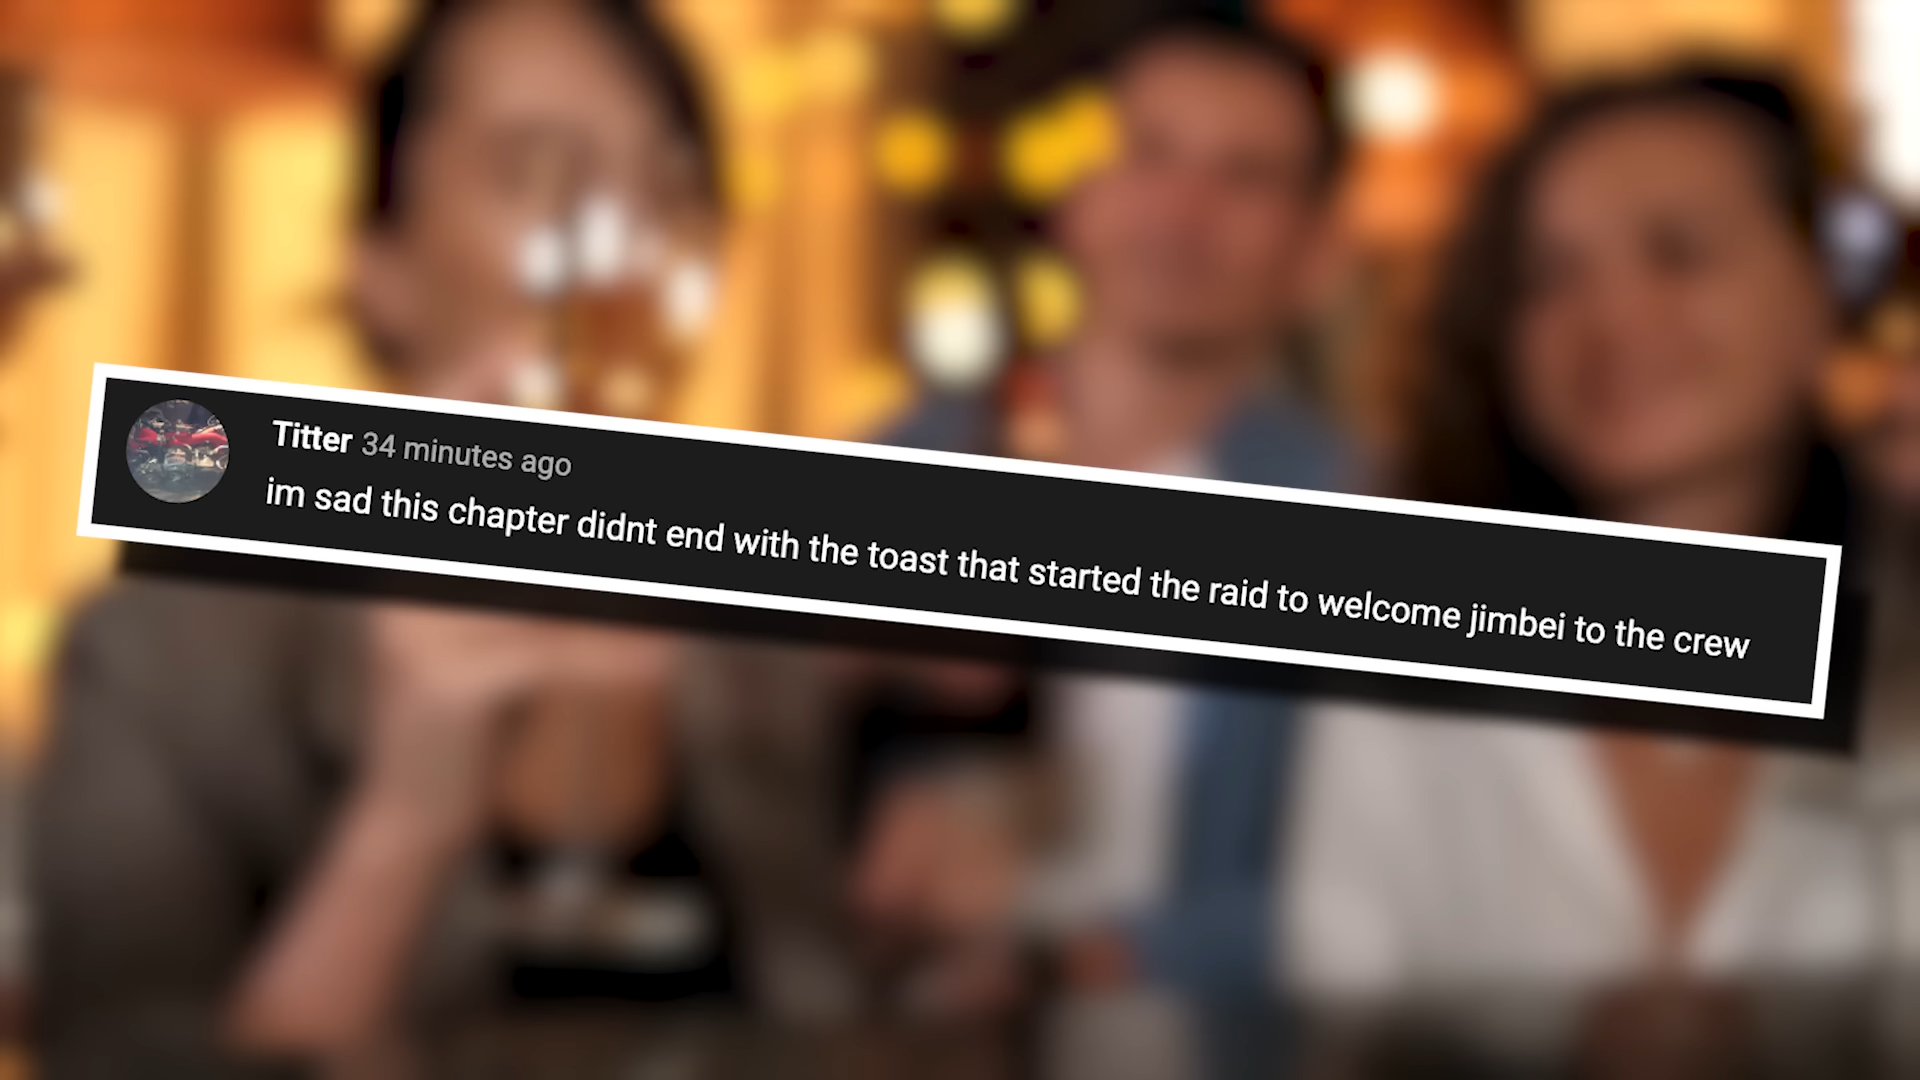 Titter 34 minutes ago
im sad this chapter didnt end with the toast that started the raid to welcome jimbei to the crew